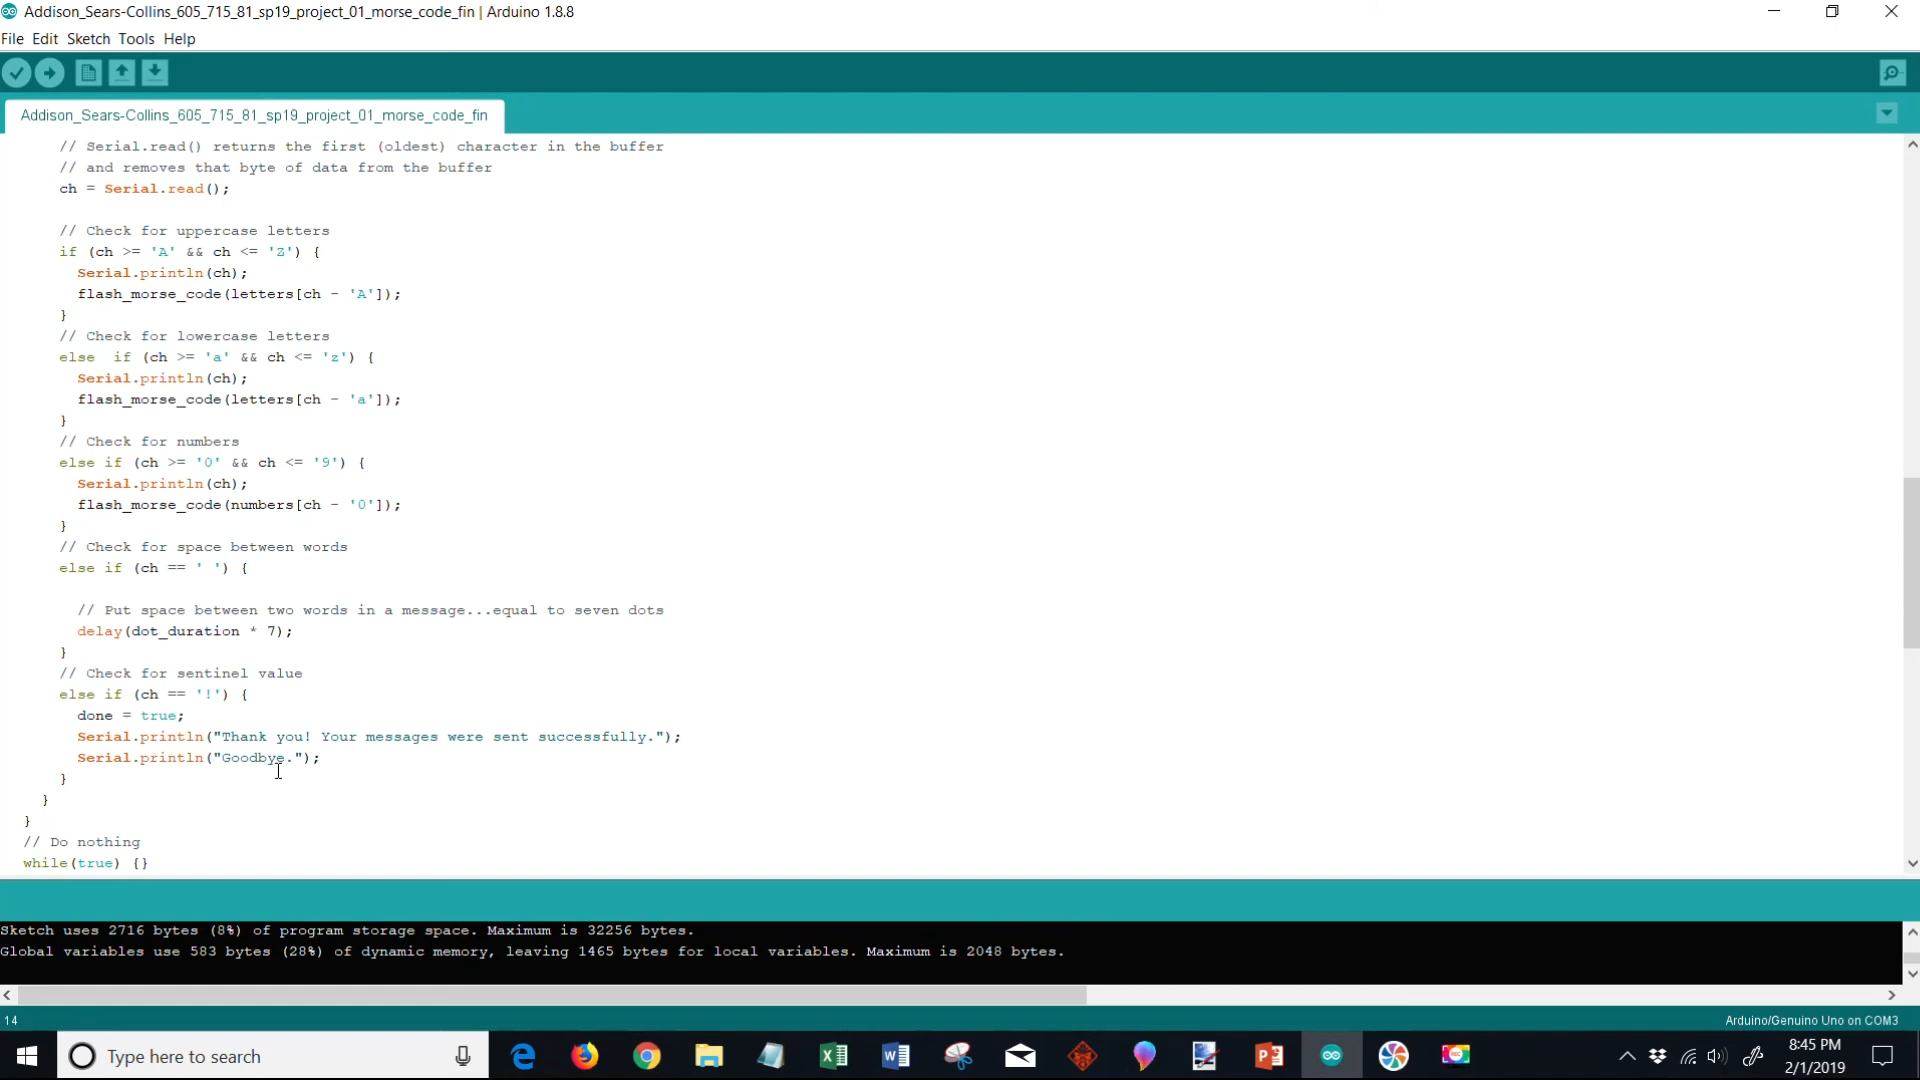 Addison_Sears-Collins_605_715_81_sp19_project_01_morse_code_fin | Arduino 1.8.8
File Edit Sketch Tools Help
Addison_Sears-Collins_605_715_81_sp19_project_01_morse_code_fin
// Serial.read() returns the first (oldest) character in the buffer
// and removes that byte of data from the buffer
ch = Serial.read();
// Check for uppercase letters
if (ch >= 'A' && ch <= 'Z') {
Serial.println(ch);
flash_morse_code(letters[ch - 'A']);
}
// Check for lowercase letters
else  if (ch >= 'a' && ch <= 'z') {
Serial.println(ch);
flash_morse_code(letters[ch - 'a']);
}
// Check for numbers
else if (ch >= '0' && ch <= '9') {
Serial.println(ch);
flash_morse_code(numbers[ch - '0']);
}
// Check for space between words
else if (ch == ' ') {
// Put space between two words in a message...equal to seven dots
delay(dot_duration * 7);
}
// Check for sentinel value
else if (ch == '!') {
done = true;
Serial.println("Thank you! Your messages were sent successfully.");
Serial.println("Goodbye.");
}
}
}
// Do nothing
while(true) {}
Sketch uses 2716 bytes (8%) of program storage space. Maximum is 32256 bytes.
Global variables use 583 bytes (28%) of dynamic memory, leaving 1465 bytes for local variables. Maximum is 2048 bytes.
14
Arduino/Genuino Uno on COM3
Type here to search
8:45 PM
2/1/2019